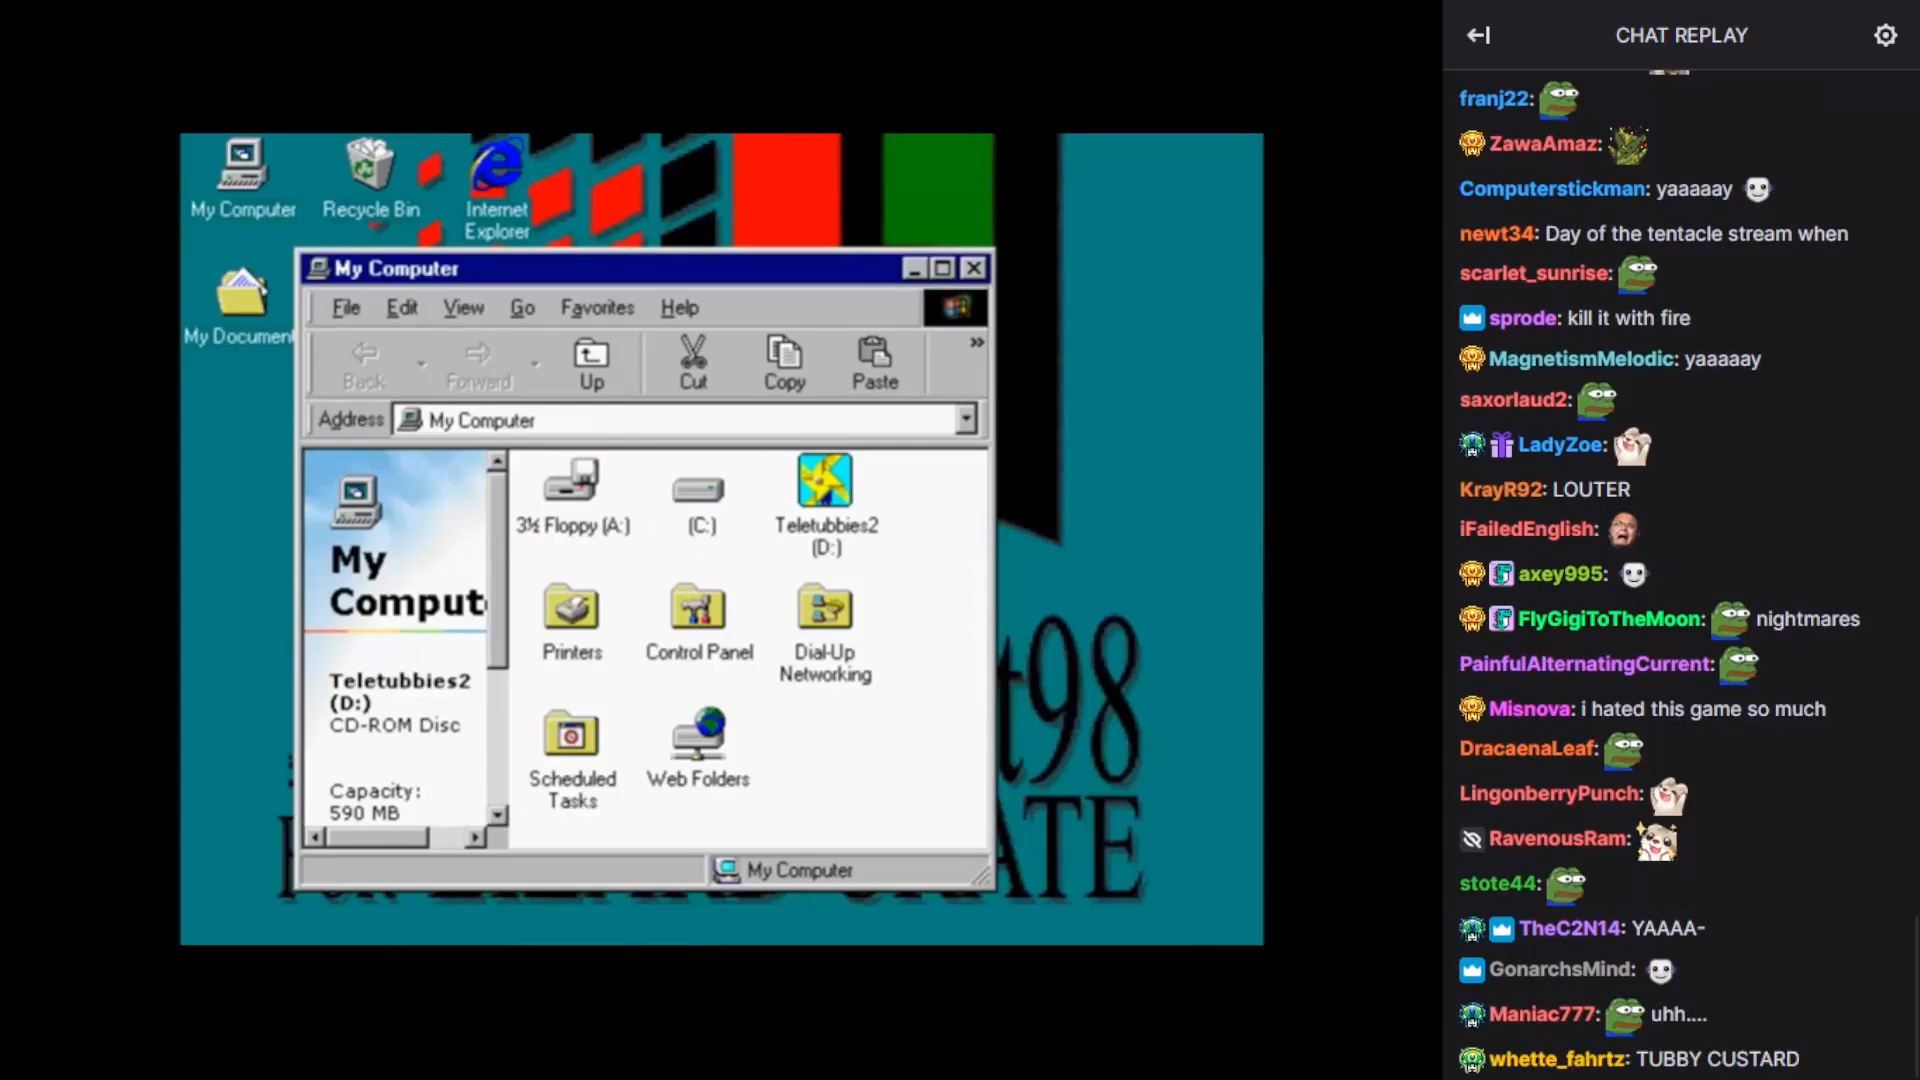 My Computer
Recycle Bin
Internet
Explorer
My Document
My Computer
File Edit View Go Favorites Help
Back Forward Up Cut Copy Paste »
Address My Computer
My
Comput
Teletubbies2
(D:)
CD-ROM Disc
Capacity:
590 MB
3½ Floppy (A:)
(C:)
Teletubbies2
(D:)
Printers
Control Panel
Dial-Up
Networking
Scheduled
Tasks
Web Folders
My Computer
t98
ATE
CHAT REPLAY
franj22:
ZawaAmaz:
Computerstickman: yaaaaay
newt34: Day of the tentacle stream when
scarlet_sunrise:
sprode: kill it with fire
MagnetismMelodic: yaaaaay
saxorlaud2:
LadyZoe:
KrayR92: LOUTER
iFailedEnglish:
axey995:
FlyGigiToTheMoon: nightmares
PainfulAlternatingCurrent:
Misnova: i hated this game so much
DracaenaLeaf:
LingonberryPunch:
RavenousRam:
stote44:
TheC2N14: YAAAA-
GonarchsMind:
Maniac777: uhh....
whette_fahrtz: TUBBY CUSTARD